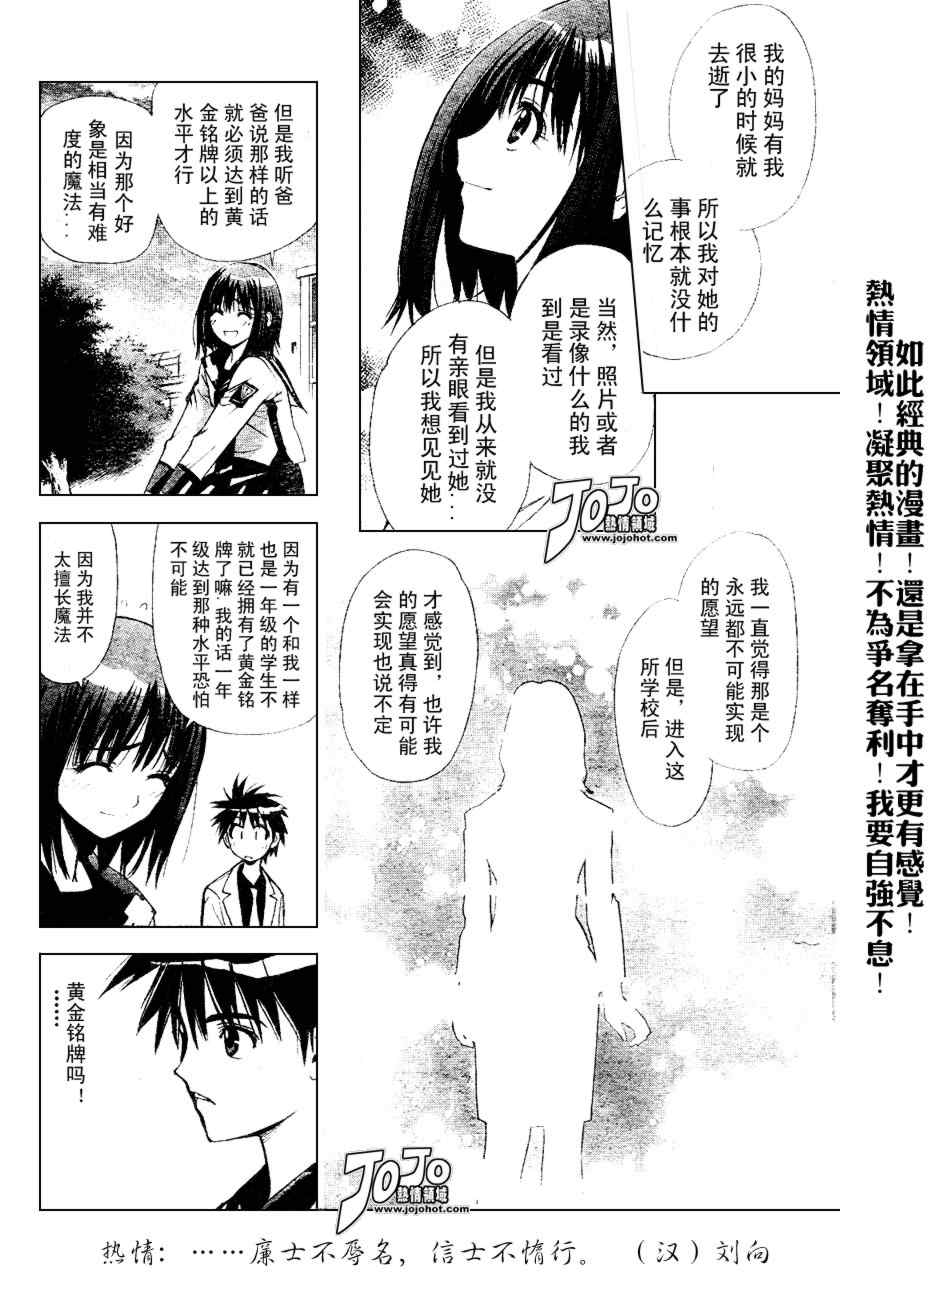 我的妈妈有我
很小的时候就
去逝了
所以我对她的
事根本就没什
么记忆
当然，照片或者
是录像什么的我
到是看过
但是我从来就没
有亲眼看到过她...
所以我想见见她
我一直觉得那是个
永远都不可能实现
的愿望
但是，进入这
所学校后
才感觉到，也许我
的愿望真得有可能
会实现也说不定
但是我听爸
爸说那样的话
就必须达到黄
金铭牌以上的
水平才行
因为那个好
象是相当有难
度的魔法...
因为有一个和我一样
也是一年级的学生不
就已经拥有了黄金铭
牌了嘛.我的话一年
级达到那种水平恐怕
不可能
因为我并不
太擅长魔法
黄金铭牌吗！
……
JOJO
熱情領域
www.jojohot.com
JOJO
熱情領域
www.jojohot.com
如此經典的漫畫！還是拿在手中才更有感覺！
熱情領域！凝聚熱情！不為爭名奪利！我要自強不息！
热情：……廉士不辱名，信士不惰行。（汉）刘向